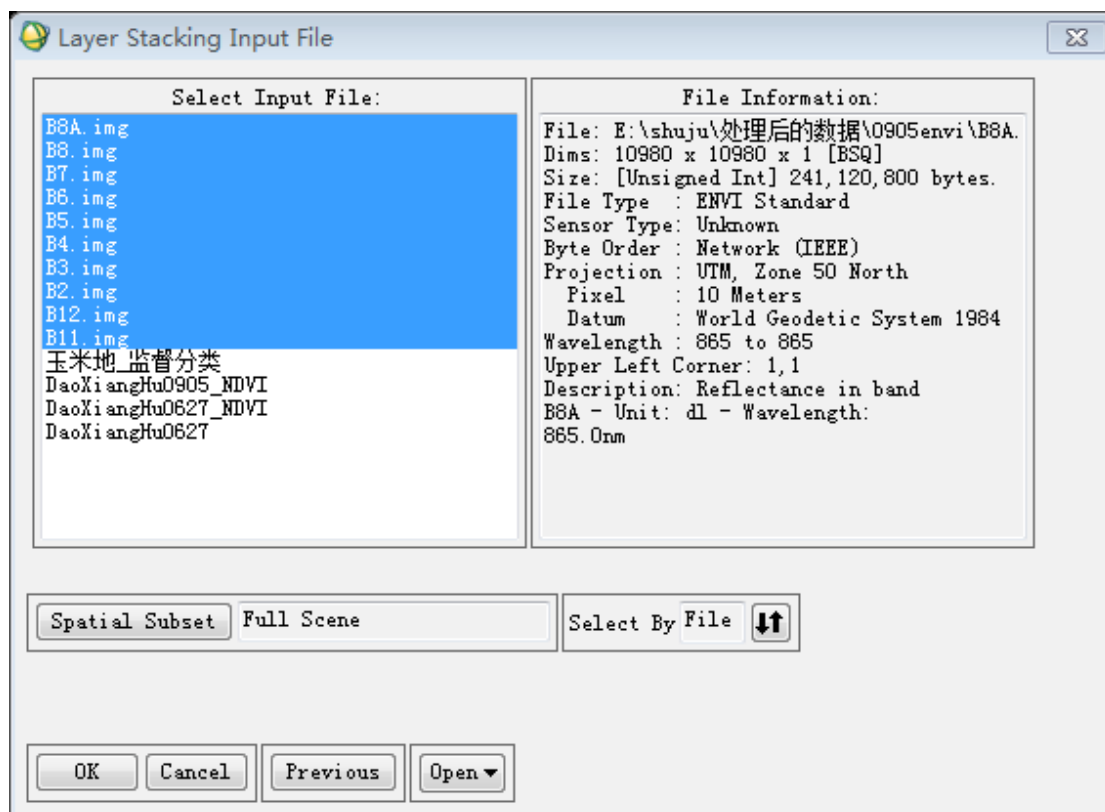 Layer Stacking Input File
Select Input File:
B8A.img
B8.img
B7.img
B6.img
B5.img
B4.img
B3.img
B2.img
B12.img
B11.img
玉米地_监督分类
DaoXiangHu0905_NDVI
DaoXiangHu0627_NDVI
DaoXiangHu0627
File Information:
File: E:\shuju\处理后的数据\0905envi\B8A.
Dims: 10980 x 10980 x 1 [BSQ]
Size: [Unsigned Int] 241,120,800 bytes.
File Type : ENVI Standard
Sensor Type: Unknown
Byte Order : Network (IEEE)
Projection : UTM, Zone 50 North
Pixel : 10 Meters
Datum : World Geodetic System 1984
Wavelength : 865 to 865
Upper Left Corner: 1,1
Description: Reflectance in band
B8A - Unit: dl - Wavelength:
865.0nm
Spatial Subset Full Scene
Select By File
OK Cancel Previous Open